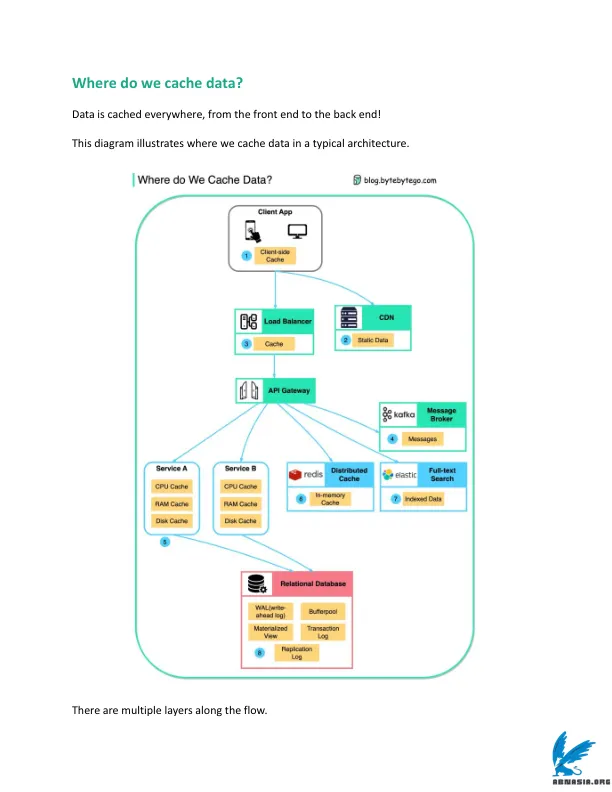 Where do we cache data?
Data is cached everywhere, from the front end to the back end!
This diagram illustrates where we cache data in a typical architecture.
Where do We Cache Data?
blog.bytebytego.com
Client App
1
Client-side
Cache
Load Balancer
3
Cache
CDN
2
Static Data
API Gateway
kafka
Message
Broker
4
Messages
Service A
CPU Cache
RAM Cache
Disk Cache
5
Service B
CPU Cache
RAM Cache
Disk Cache
redis
Distributed
Cache
6
In-memory
Cache
elastic
Full-text
Search
7
Indexed Data
Relational Database
WAL(write-
ahead log)
Bufferpool
Materialized
View
Transaction
Log
8
Replication
Log
There are multiple layers along the flow.
ABNASIA.ORG